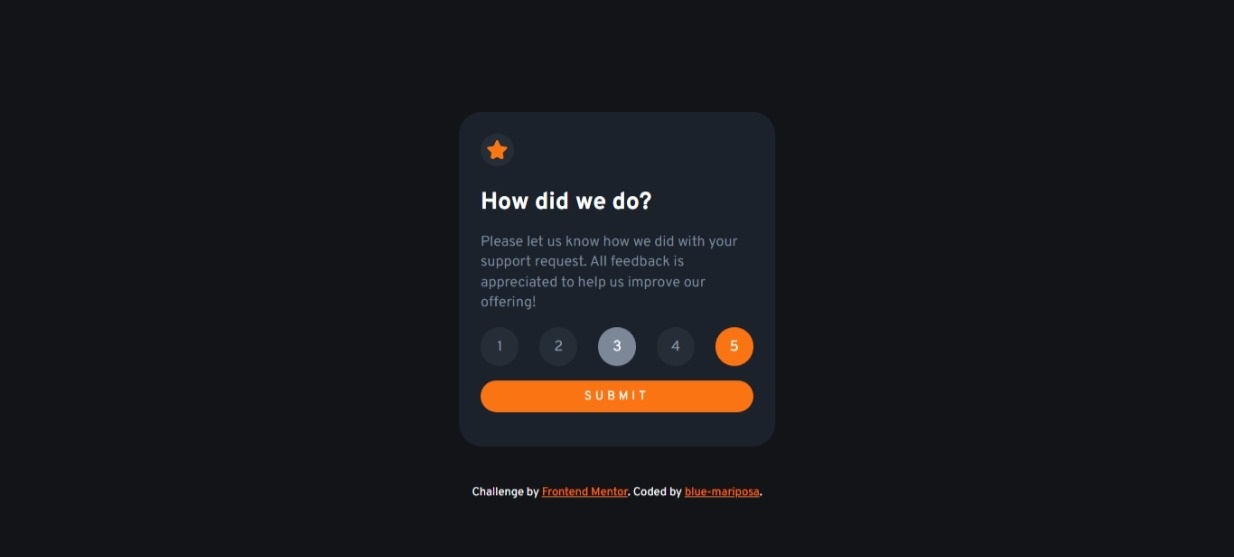 How did we do?
Please let us know how we did with your
support request. All feedback is
appreciated to help us improve our
offering!
1 2 3 4 5
SUBMIT
Challenge by Frontend Mentor. Coded by blue-mariposa.